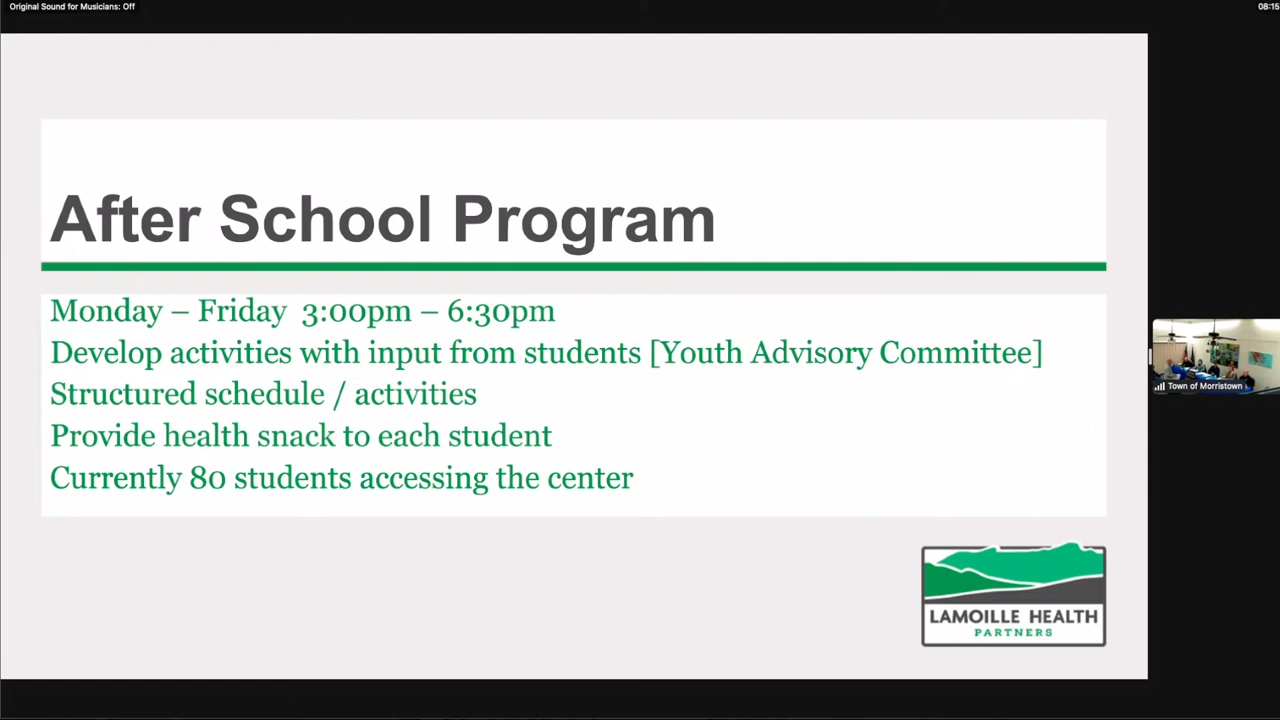 Original Sound for Musicians: Off
08:15
After School Program
Monday – Friday 3:00pm – 6:30pm
Develop activities with input from students [Youth Advisory Committee]
Structured schedule / activities
Provide health snack to each student
Currently 80 students accessing the center
Town of Morristown
LAMOILLE HEALTH
PARTNERS